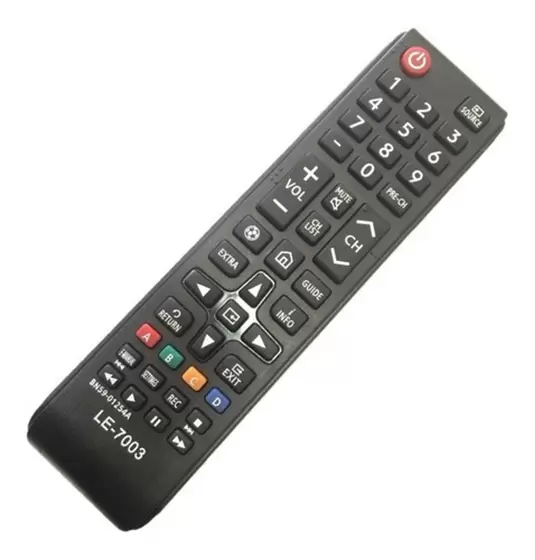 SOURCE
1 2 3
4 5 6
7 8 9
- 0 PRE-CH
+ VOL -
MUTE
CH LIST
CH
EXTRA
GUIDE
RETURN
INFO
EXIT
A B C D
REC
BN59-01254A
LE-7003